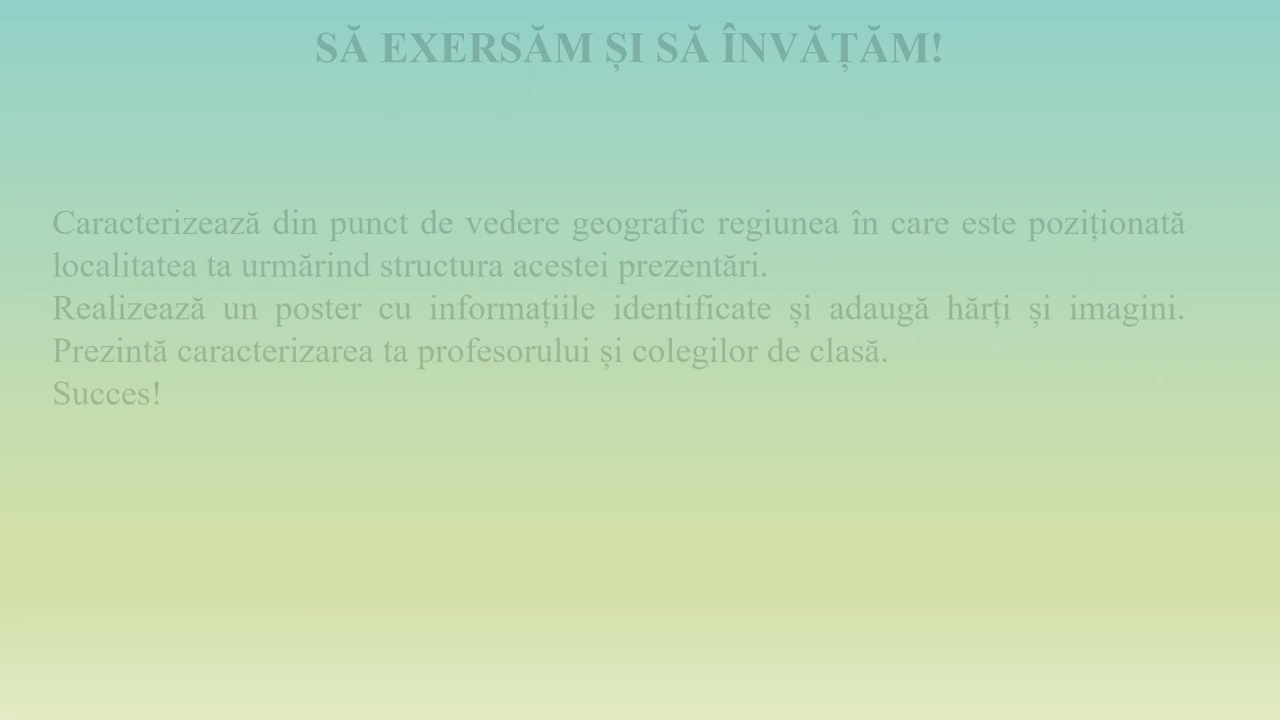 SĂ EXERSĂM ȘI SĂ ÎNVĂȚĂM!
Caracterizează din punct de vedere geografic regiunea în care este poziționată
localitatea ta urmărind structura acestei prezentări.
Realizează un poster cu informațiile identificate și adaugă hărți și imagini.
Prezintă caracterizarea ta profesorului și colegilor de clasă.
Succes!